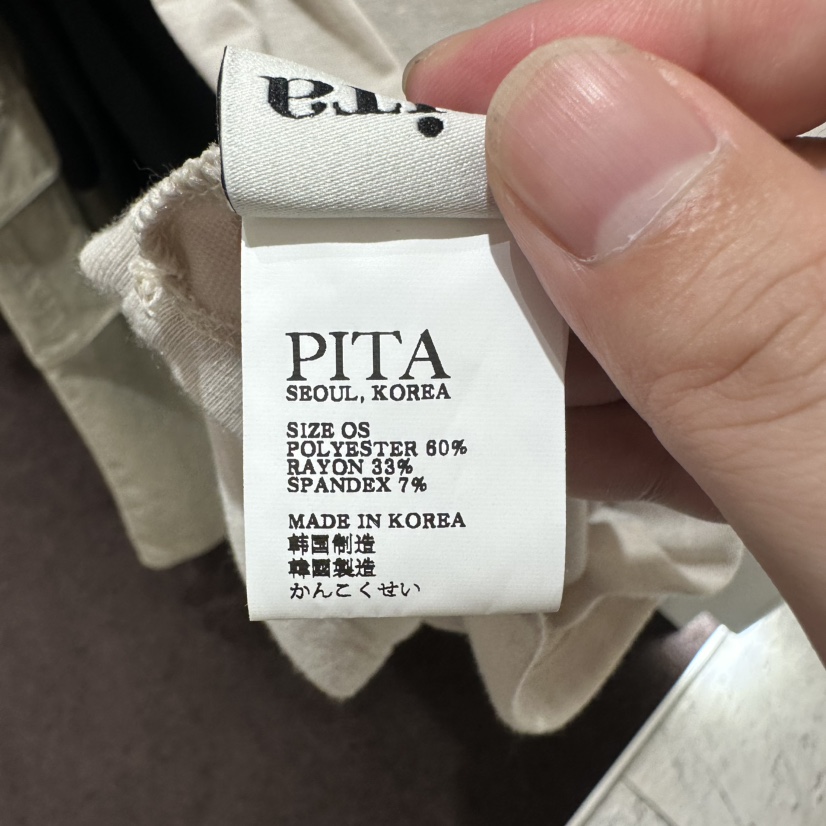 PITA
SEOUL, KOREA
SIZE OS
POLYESTER 60%
RAYON 33%
SPANDEX 7%
MADE IN KOREA
韩国制造
韓國製造
かんこくせい